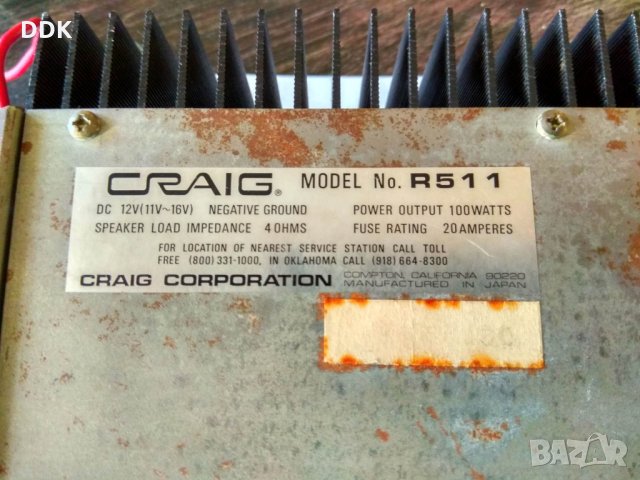 DDK
CRAIG® MODEL No. R511
DC 12V(11V~16V) NEGATIVE GROUND POWER OUTPUT 100WATTS
SPEAKER LOAD IMPEDANCE 4OHMS FUSE RATING 20AMPERES
FOR LOCATION OF NEAREST SERVICE STATION CALL TOLL
FREE (800) 331-1000, IN OKLAHOMA CALL (918) 664-8300
CRAIG CORPORATION COMPTON, CALIFORNIA 90220
MANUFACTURED IN JAPAN
BAZAR